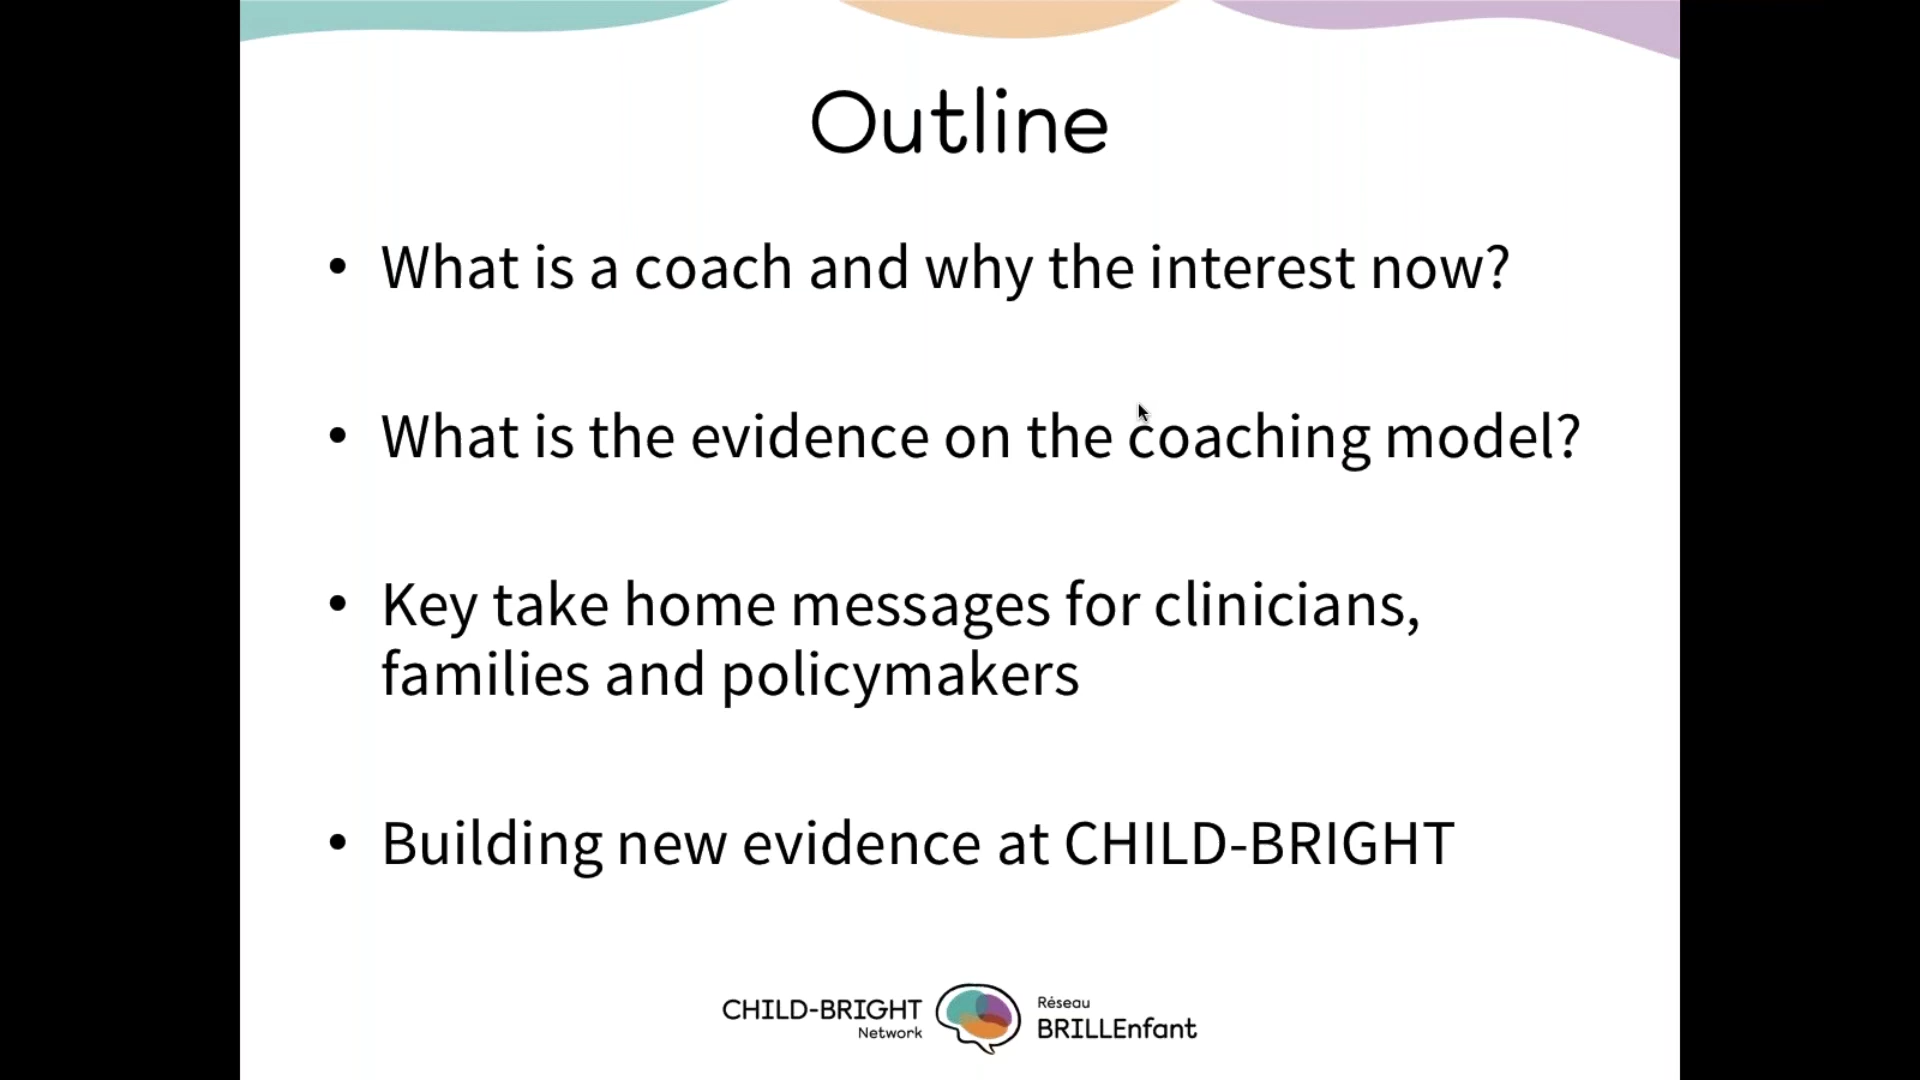 Outline
• What is a coach and why the interest now?
• What is the evidence on the coaching model?
• Key take home messages for clinicians,
families and policymakers
• Building new evidence at CHILD-BRIGHT
CHILD-BRIGHT
Network
Réseau
BRILLEnfant